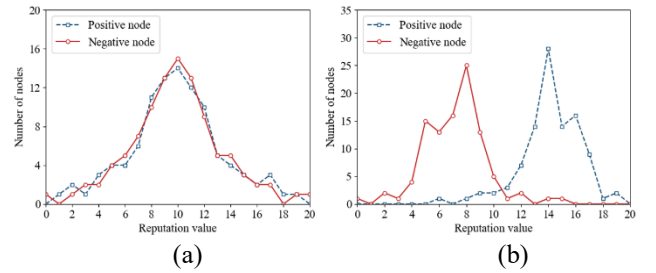 20
16
12
8
4
0
Number of nodes
Positive node
Negative node
0 2 4 6 8 10 12 14 16 18 20
Reputation value
(a)
35
30
25
20
15
10
5
0
Number of nodes
Positive node
Negative node
0 2 4 6 8 10 12 14 16 18 20
Reputation value
(b)